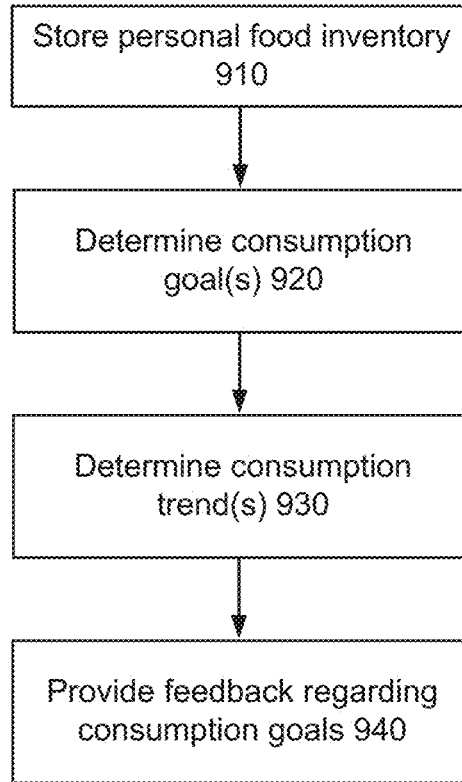 Store personal food inventory
910
Determine consumption
goal(s) 920
Determine consumption
trend(s) 930
Provide feedback regarding
consumption goals 940